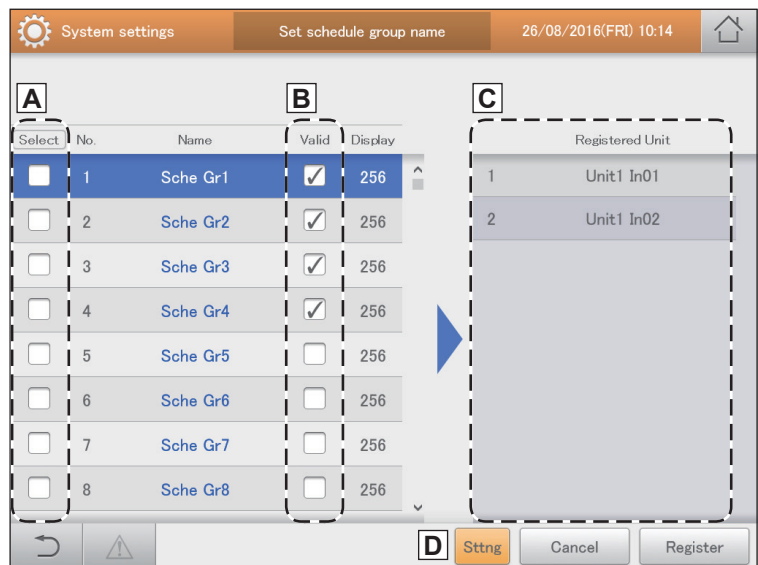 System settings Set schedule group name 26/08/2016(FRI) 10:14
A B C
Select No. Name Valid Display Registered Unit
1 Sche Gr1 256 1 Unit1 In01
2 Sche Gr2 256 2 Unit1 In02
3 Sche Gr3 256
4 Sche Gr4 256
5 Sche Gr5 256
6 Sche Gr6 256
7 Sche Gr7 256
8 Sche Gr8 256
D Sttng Cancel Register